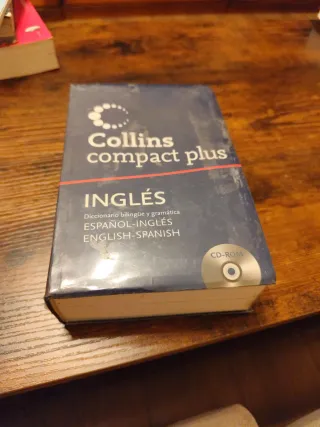 Collins
compact plus
INGLÉS
Diccionario bilingüe y gramática
ESPAÑOL-INGLÉS
ENGLISH-SPANISH
CD-ROM